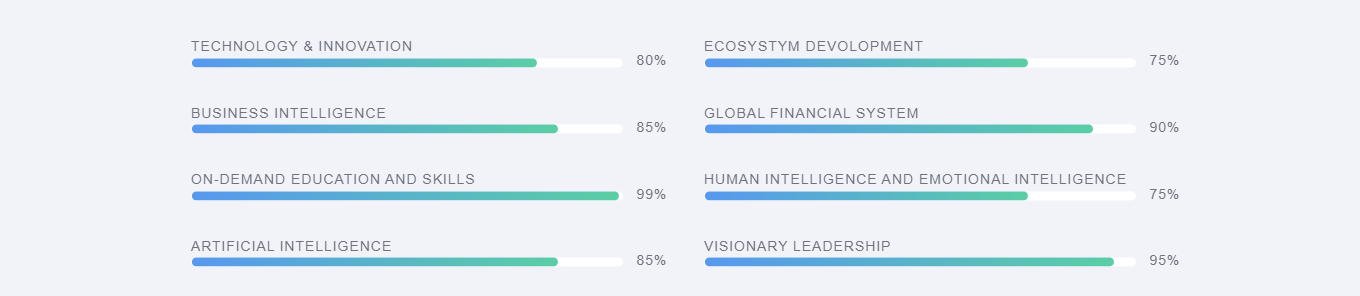 TECHNOLOGY & INNOVATION
80%
ECOSYSTYM DEVOLOPMENT
75%
BUSINESS INTELLIGENCE
85%
GLOBAL FINANCIAL SYSTEM
90%
ON-DEMAND EDUCATION AND SKILLS
99%
HUMAN INTELLIGENCE AND EMOTIONAL INTELLIGENCE
75%
ARTIFICIAL INTELLIGENCE
85%
VISIONARY LEADERSHIP
95%